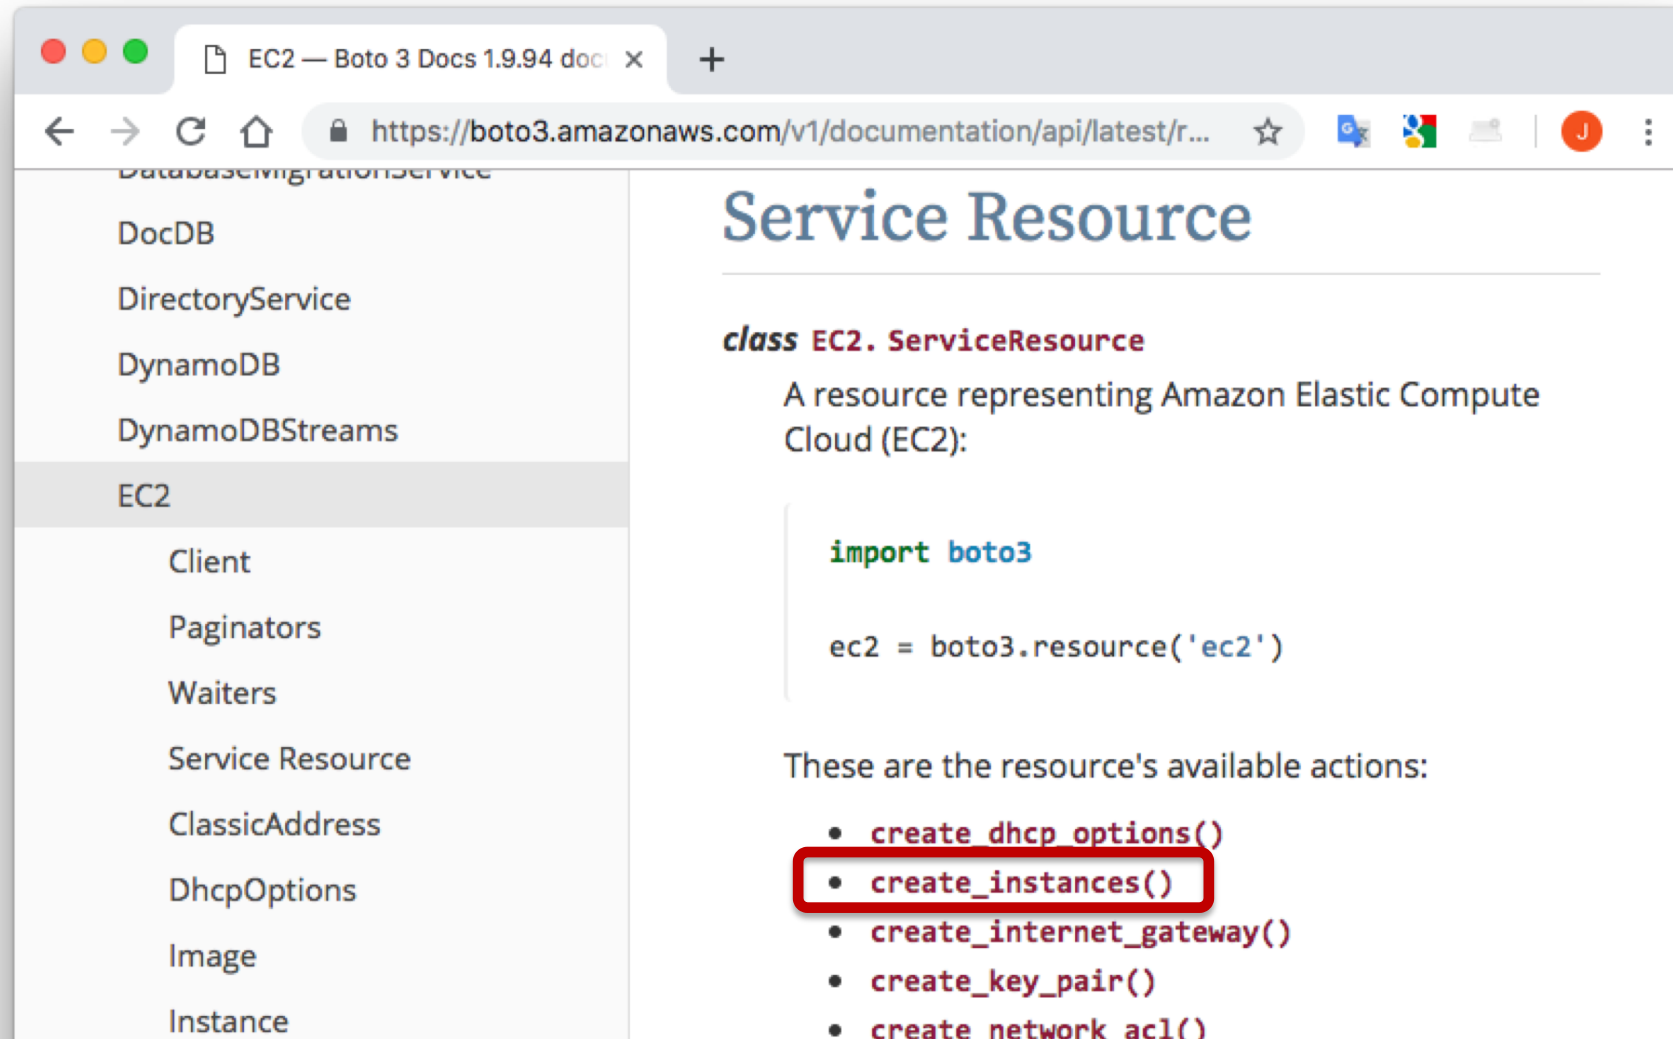 EC2 — Boto 3 Docs 1.9.94 doc
https://boto3.amazonaws.com/v1/documentation/api/latest/r...
J
DatabaseMigrationService
DocDB
DirectoryService
DynamoDB
DynamoDBStreams
EC2
Client
Paginators
Waiters
Service Resource
ClassicAddress
DhcpOptions
Image
Instance
Service Resource
class EC2. ServiceResource
A resource representing Amazon Elastic Compute
Cloud (EC2):
import boto3
ec2 = boto3.resource('ec2')
These are the resource's available actions:
• create_dhcp_options()
• create_instances()
• create_internet_gateway()
• create_key_pair()
• create_network_acl()